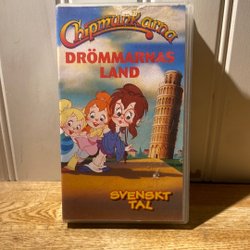 Chipmunkarna
DRÖMMARNAS
LAND
SVENSKT
TAL